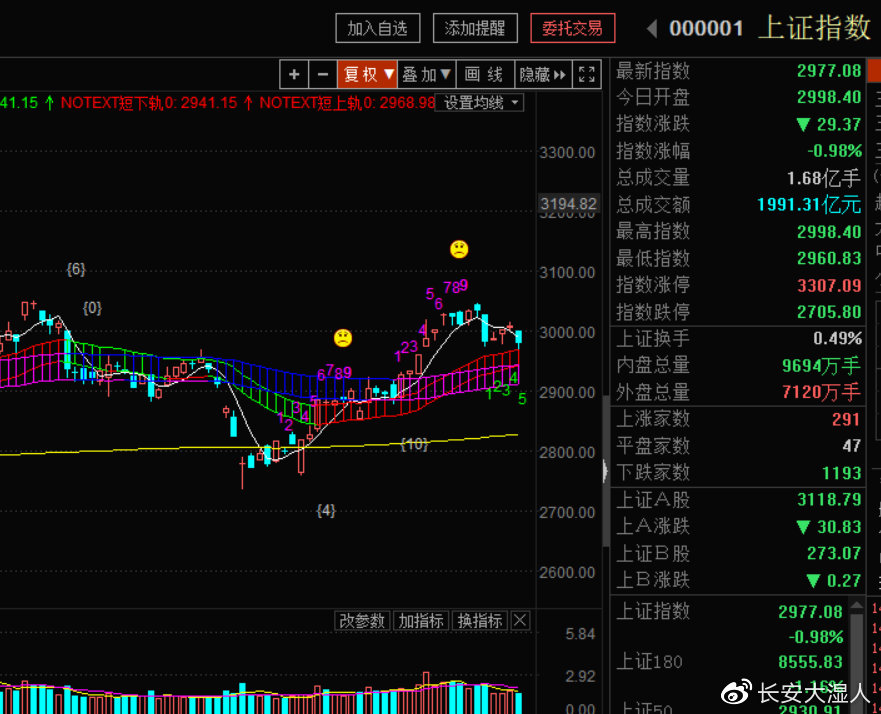 加入自选 添加提醒 委托交易 000001 上证指数
+ − 复权▼ 叠加▼ 画线 隐藏
41.15 ↑ NOTEXT短下轨0: 2941.15 ↑ NOTEXT短上轨0: 2968.98 设置均线
3300.00
3194.82
3200.00
3100.00
3000.00
2900.00
2800.00
2700.00
2600.00
{6}
{0}
5 6 7 8 9
1 2 3 4
6 7 8 9
1 2 3 4 5
1 2 3 4 5
{10}
{4}
改参数 加指标 换指标
5.84
2.92
0.00
最新指数 2977.08
今日开盘 2998.40
指数涨跌 ▼ 29.37
指数涨幅 -0.98%
总成交量 1.68亿手
总成交额 1991.31亿元
最高指数 2998.40
最低指数 2960.83
指数涨停 3307.09
指数跌停 2705.80
上证换手 0.49%
内盘总量 9694万手
外盘总量 7120万手
上涨家数 291
平盘家数 47
下跌家数 1193
上证A股 3118.79
上A涨跌 ▼ 30.83
上证B股 273.07
上B涨跌 ▼ 0.27
上证指数 2977.08
-0.98%
上证180 8555.83
上证50 2930.91
长安大湿人